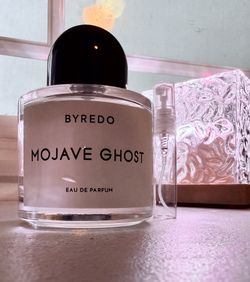 BYREDO
MOJAVE GHOST
EAU DE PARFUM